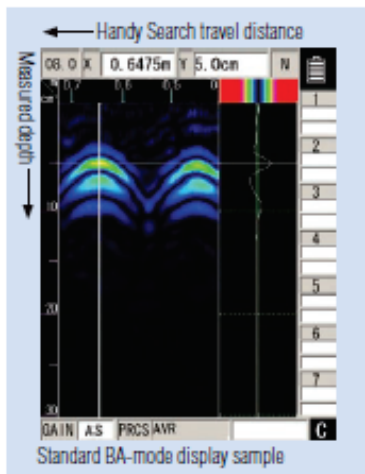 Handy Search travel distance
Measured depth
08.0 X 0.6475m Y 5.0cm N
cm 0.7 0.6 0.5 0
1
2
3
10
4
5
20
6
7
30
GAIN A.S PRCS AVR C
Standard BA-mode display sample